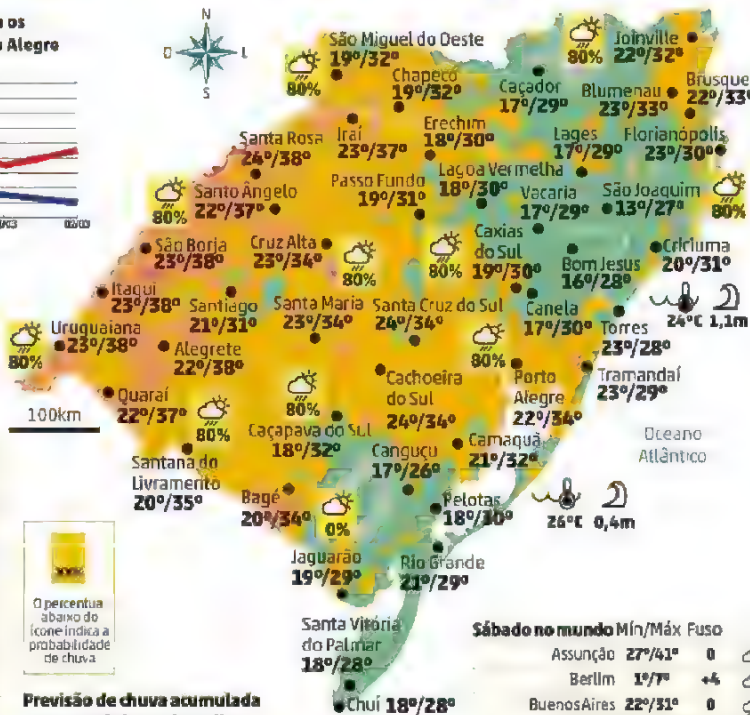 os
Alegre
02/03
N
O
L
S
São Miguel do Oeste
19º/32º
80%
Chapecó
19º/32º
Caçador
17º/29º
80%
Joinville
22º/32º
Blumenau
23º/33º
Brusque
22º/33º
Iraí
23º/37º
Erechim
18º/30º
Lages
17º/29º
Florianópolis
23º/30º
Santa Rosa
24º/38º
Lagoa Vermelha
18º/30º
Passo Fundo
19º/31º
Vacaria
17º/29º
São Joaquim
13º/27º
80%
80%
Santo Ângelo
22º/37º
São Borja
23º/38º
Cruz Alta
23º/34º
80%
80%
Caxias
do Sul
19º/30º
Bom Jesus
16º/28º
Criciuma
20º/31º
Itaqui
23º/38º
Santiago
21º/31º
Santa Maria
23º/34º
Santa Cruz do Sul
24º/34º
Canela
17º/30º
24ºC 1,1m
Torres
23º/28º
80%
Uruguaiana
23º/38º
Alegrete
22º/38º
80%
Porto
Alegre
22º/34º
Tramandaí
23º/29º
Quaraí
22º/37º
80%
80%
Cachoeira
do Sul
24º/34º
100km
Caçapava do Sul
18º/32º
Camaquã
21º/32º
Oceano
Atlântico
Santana do
Livramento
20º/35º
Canguçu
17º/26º
Bagé
20º/34º
0%
Pelotas
18º/30º
26ºC 0,4m
Jaguarão
19º/29º
Rio Grande
21º/29º
O percentua
abaixo do
ícone indica a
probabilidade
de chuva
Santa Vitória
do Palmar
18º/28º
Chuí 18º/28º
Sábado no mundo Mín/Máx Fuso
Assunção 27º/41º 0
Berlim 1º/7º +4
Buenos Aires 22º/31º 0
Previsão de chuva acumulada